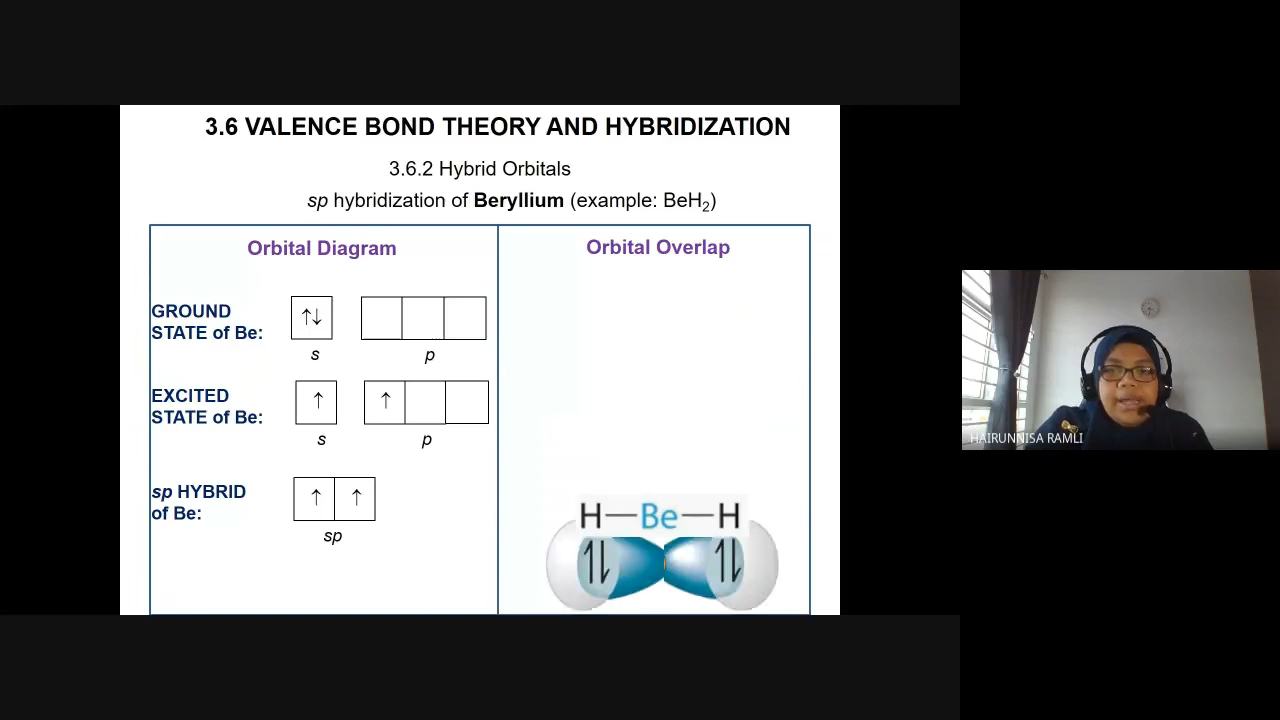 3.6 VALENCE BOND THEORY AND HYBRIDIZATION
3.6.2 Hybrid Orbitals
sp hybridization of Beryllium (example: BeH₂)
Orbital Diagram
GROUND
STATE of Be:
↑↓
s
p
EXCITED
STATE of Be:
↑ ↑
s
p
sp HYBRID
of Be:
↑ ↑
sp
Orbital Overlap
H—Be—H
⥮ ⥮
HAIRUNNISA RAMLI